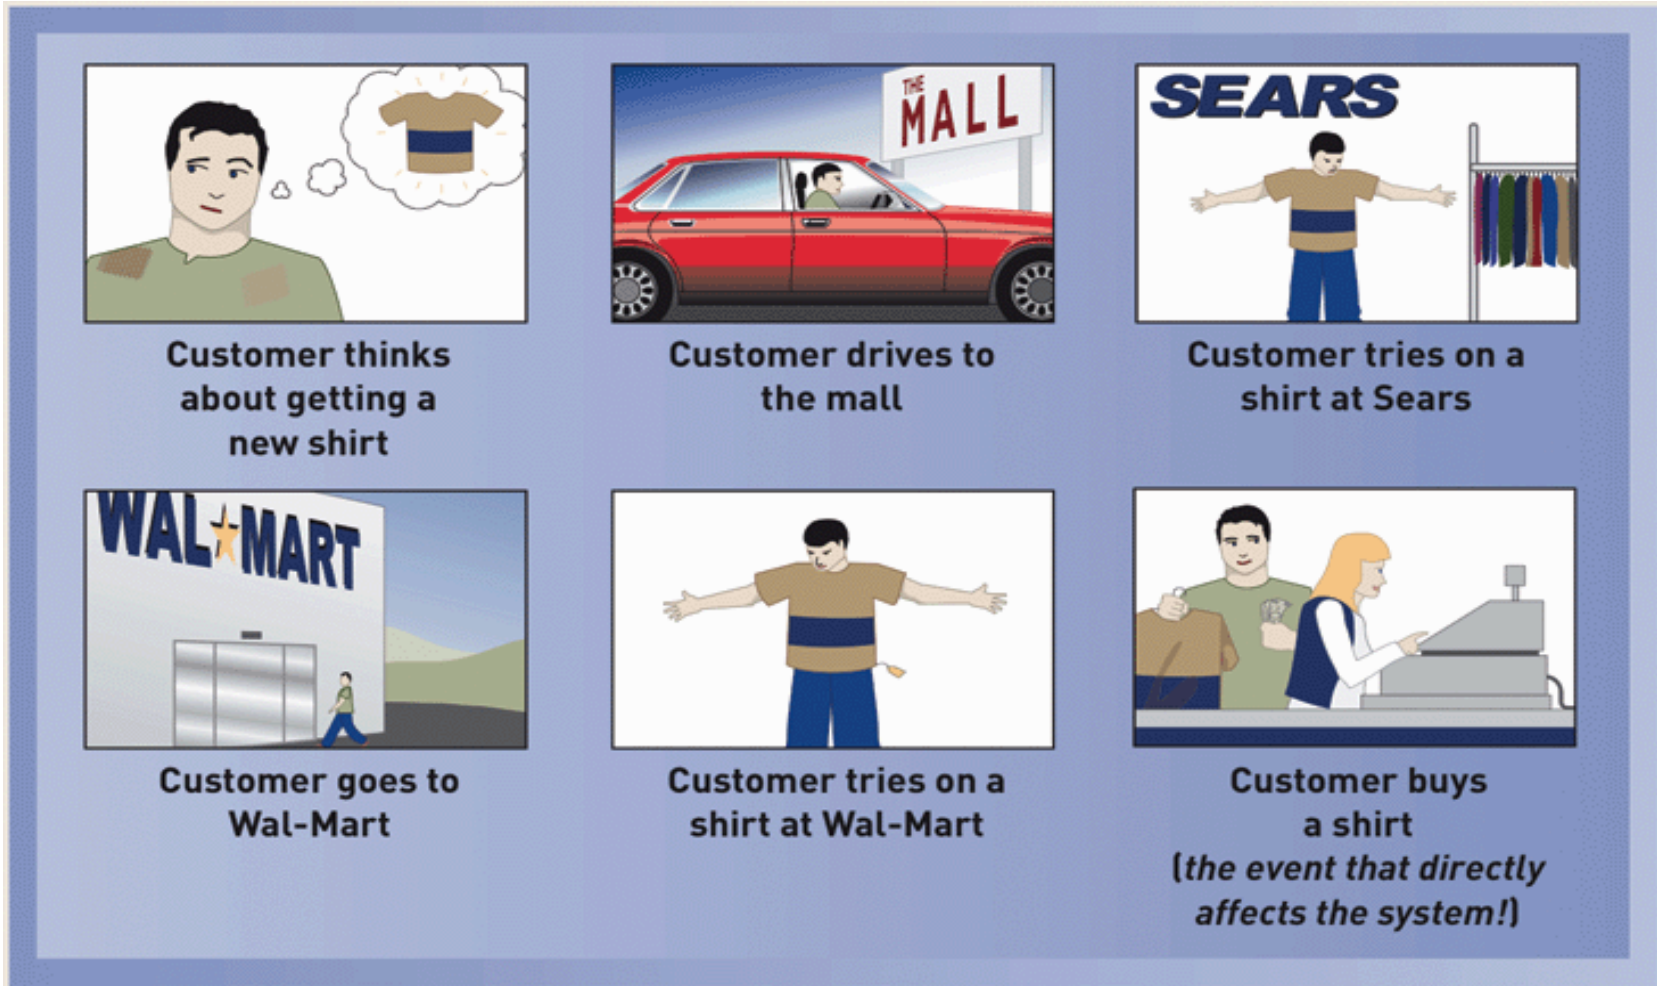 THE
MALL
SEARS
Customer thinks
about getting a
new shirt
Customer drives to
the mall
Customer tries on a
shirt at Sears
WAL★MART
Customer goes to
Wal-Mart
Customer tries on a
shirt at Wal-Mart
Customer buys
a shirt
(the event that directly
affects the system!)